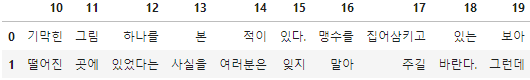 10 11 12 13 14 15 16 17 18 19
0 기막힌 그림 하나를 본 적이 있다. 맹수를 집어삼키고 있는 보아
1 떨어진 곳에 있었다는 사실을 여러분은 잊지 말아 주길 바란다. 그런데